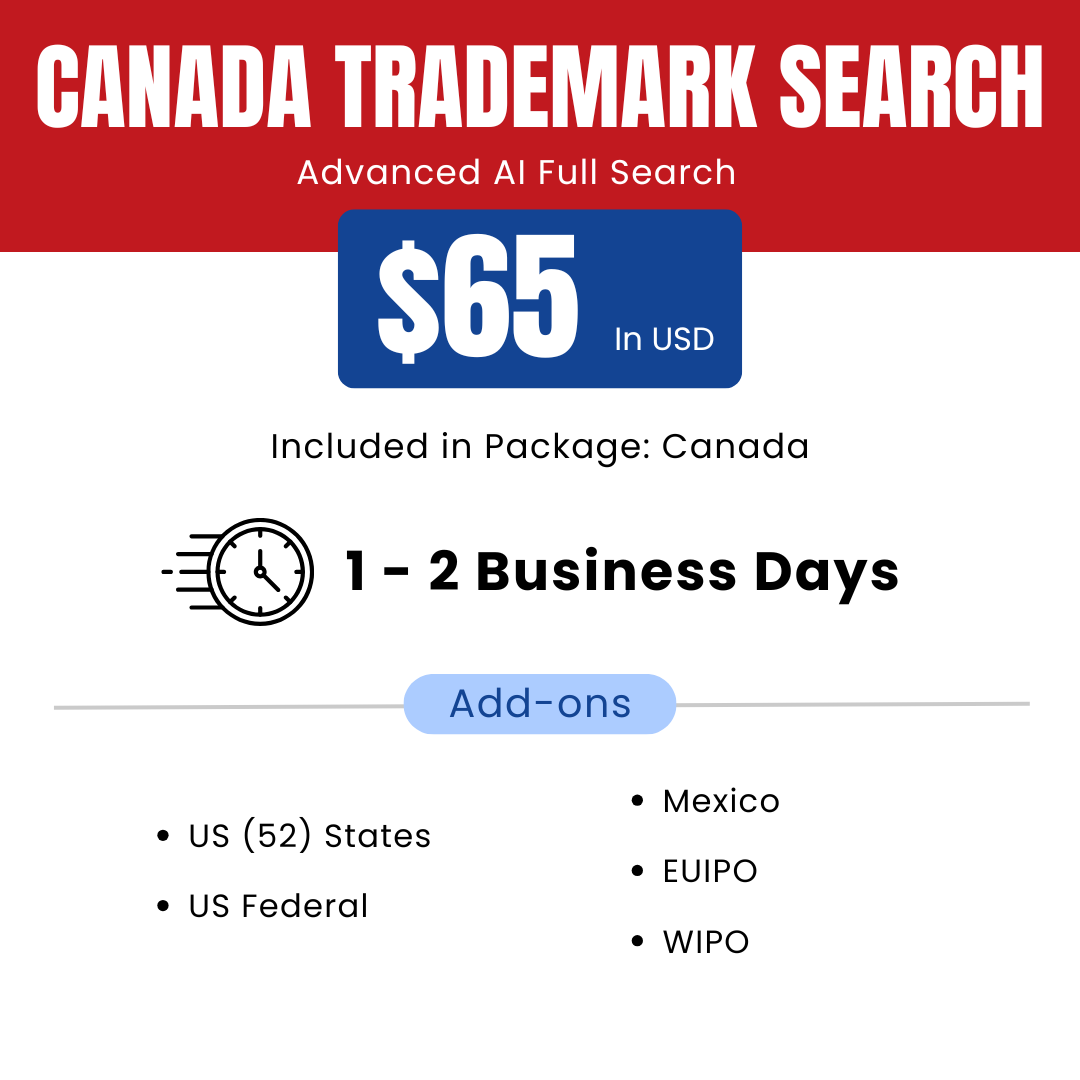 CANADA TRADEMARK SEARCH
Advanced AI Full Search
$65 In USD
Included in Package: Canada
1 - 2 Business Days
Add-ons
• US (52) States
• US Federal
• Mexico
• EUIPO
• WIPO